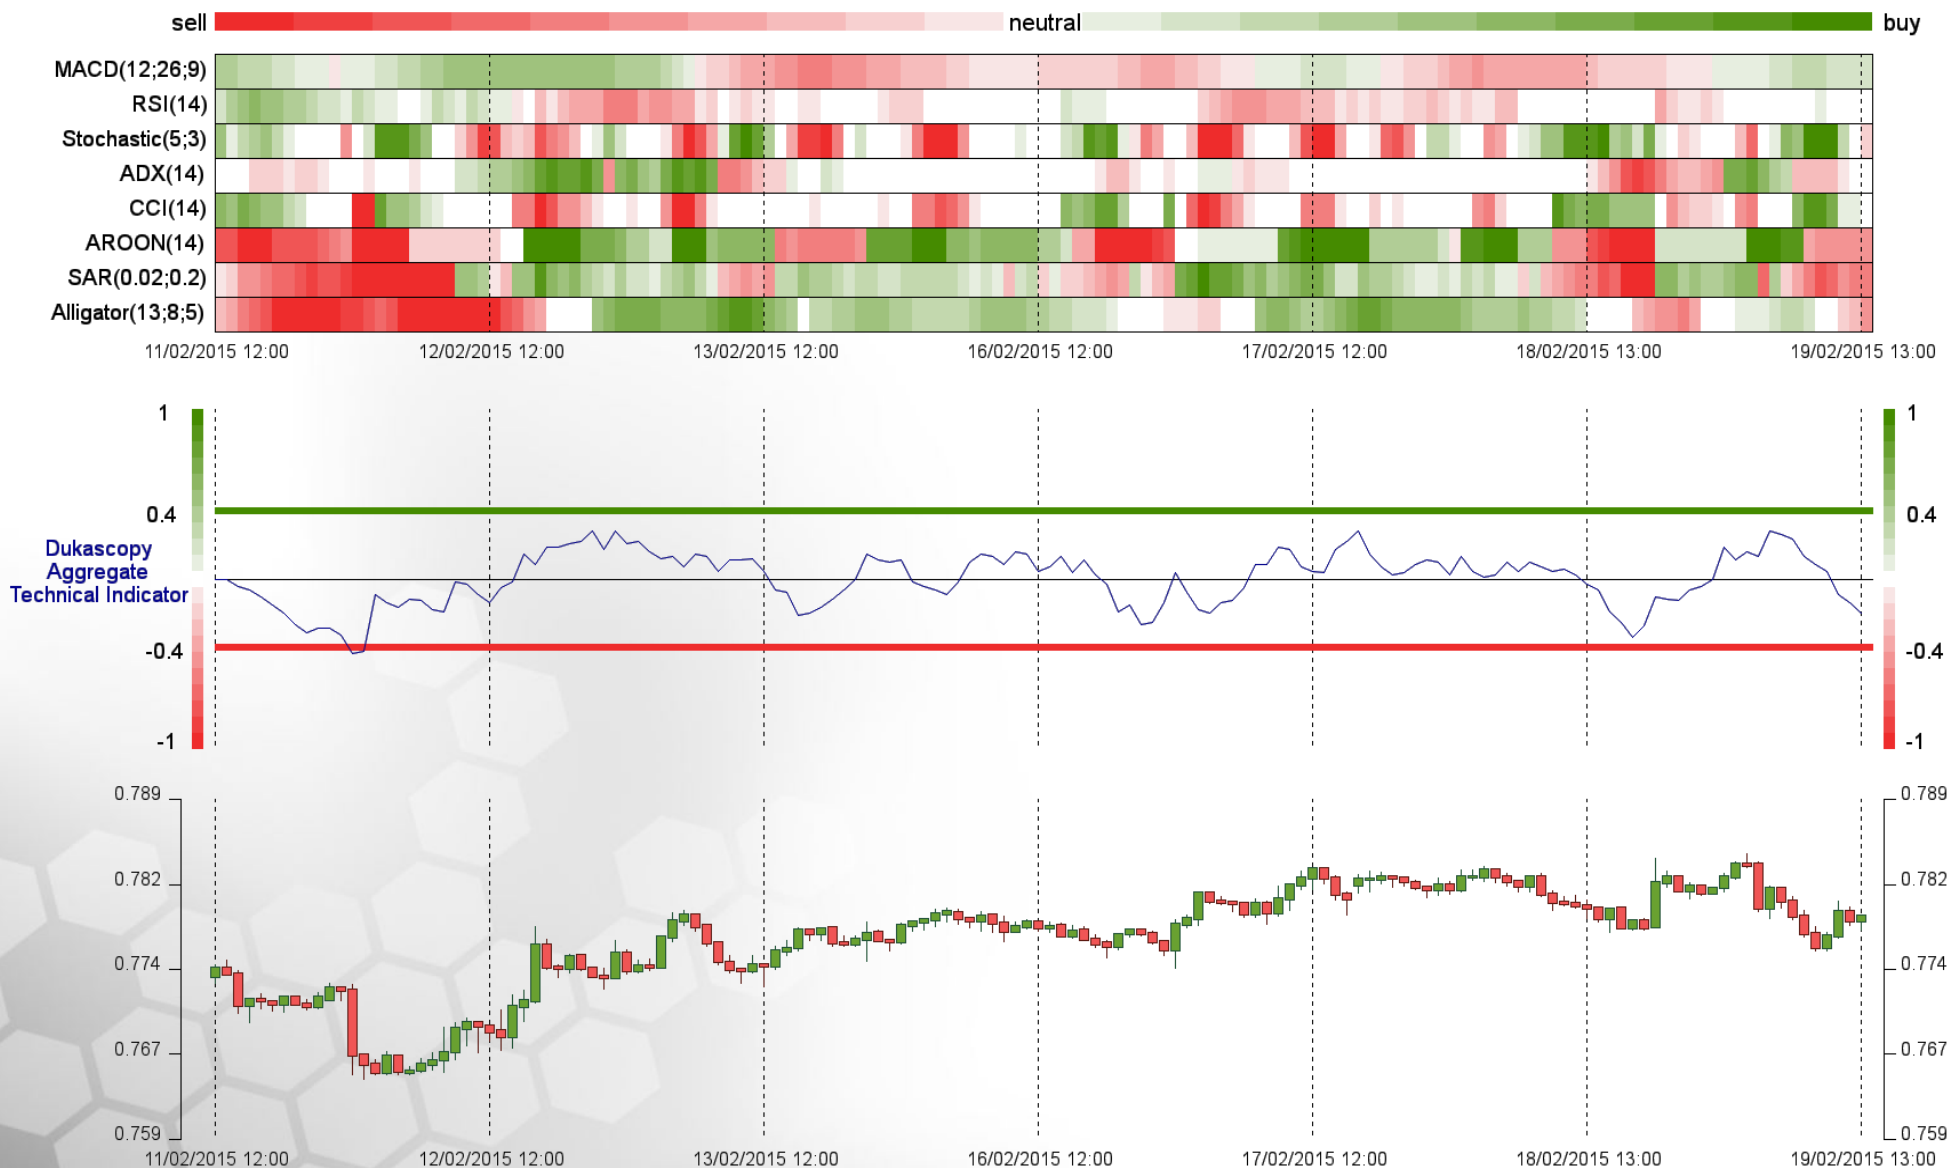 sell neutral buy
MACD(12;26;9)
RSI(14)
Stochastic(5;3)
ADX(14)
CCI(14)
AROON(14)
SAR(0.02;0.2)
Alligator(13;8;5)
11/02/2015 12:00 12/02/2015 12:00 13/02/2015 12:00 16/02/2015 12:00 17/02/2015 12:00 18/02/2015 13:00 19/02/2015 13:00
1 1
0.4 0.4
Dukascopy
Aggregate
Technical Indicator
-0.4 -0.4
-1 -1
0.789 0.789
0.782 0.782
0.774 0.774
0.767 0.767
0.759 0.759
11/02/2015 12:00 12/02/2015 12:00 13/02/2015 12:00 16/02/2015 12:00 17/02/2015 12:00 18/02/2015 13:00 19/02/2015 13:00